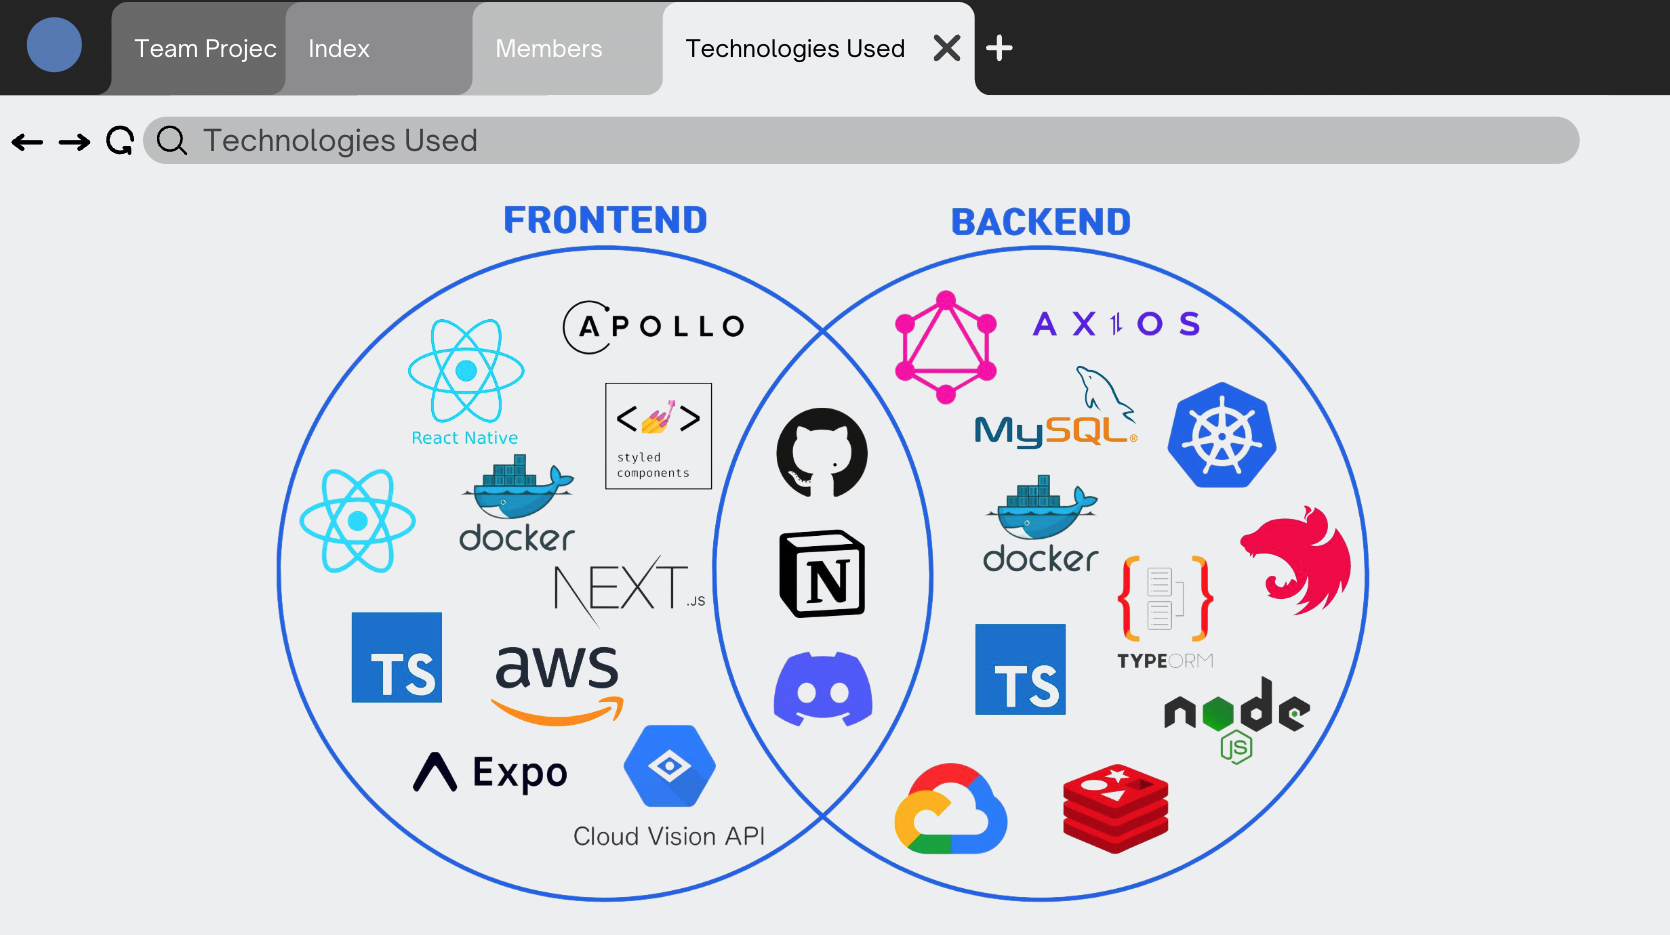 Team Projec
Index
Members
Technologies Used
Technologies Used
FRONTEND
BACKEND
APOLLO
React Native
styled
components
docker
NEXT.JS
TS
aws
Expo
Cloud Vision API
N
AXIOS
MySQL®
docker
TYPEORM
TS
node
JS